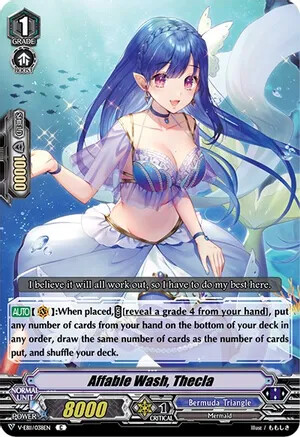 1
GRADE
BOOST
10000
I believe it will all work out, so I have to do my best here.
AUTO [ ]:When placed, [reveal a grade 4 from your hand], put
any number of cards from your hand on the bottom of your deck in
any order, draw the same number of cards as the number of cards
put, and shuffle your deck.
Affable Wash, Thecla
NORMAL
UNIT
POWER
8000
1
CRITICAL
Bermuda Triangle
Mermaid
V-EB11/038EN C
Illust / ももしき